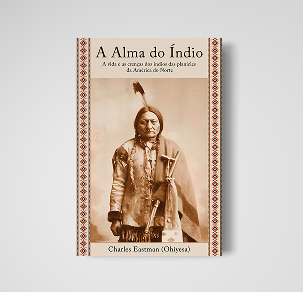 A Alma do Índio
A vida e as crenças dos índios das planícies
da América do Norte
Charles Eastman (Ohiyesa)